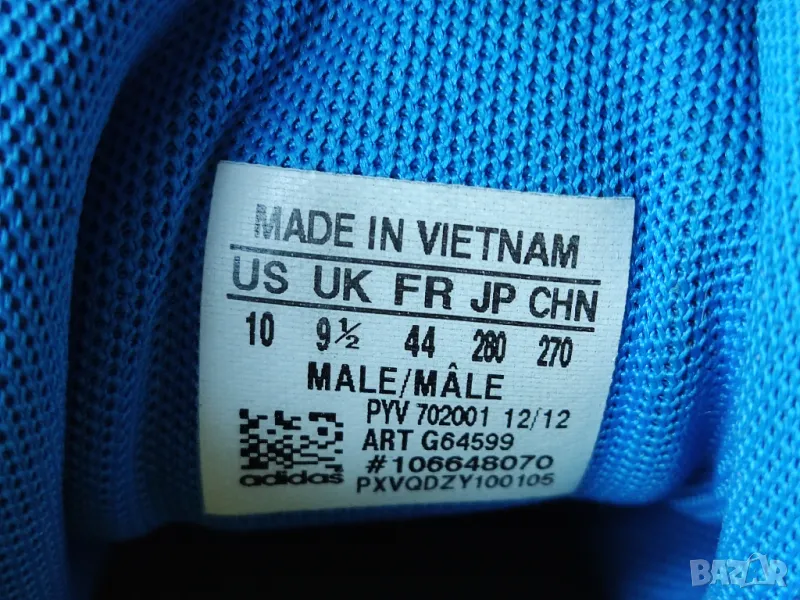 MADE IN VIETNAM
US UK FR JP CHN
10 9½ 44 280 270
MALE/MÂLE
PYV 702001 12/12
ART G64599
#106648070
adidas PXVQDZY100105
BAZAR